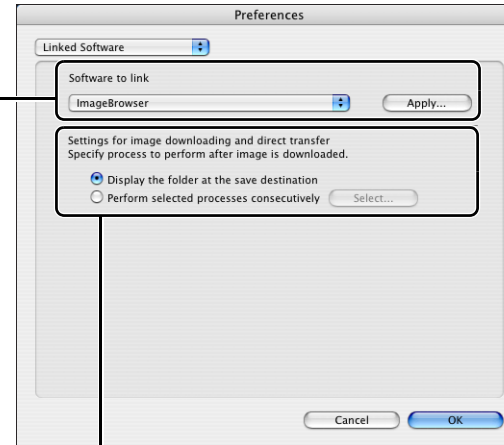 Preferences
Linked Software
Software to link
ImageBrowser
Apply...
Settings for image downloading and direct transfer
Specify process to perform after image is downloaded.
Display the folder at the save destination
Perform selected processes consecutively
Select...
Cancel
OK